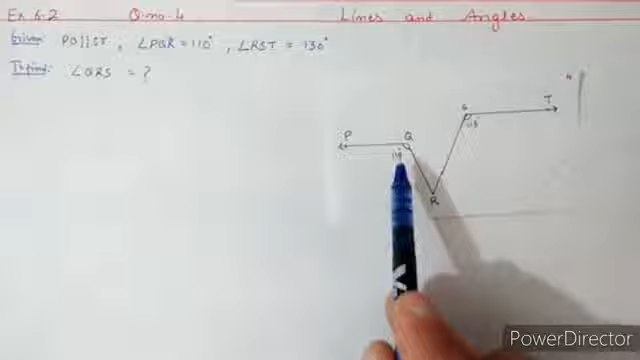 Ex 6.2 Q.no.4 Lines and Angles
Given: PQ||ST, ∠PQR = 110°, ∠RST = 130°
To find: ∠QRS = ?
S T
P Q
R
PowerDirector